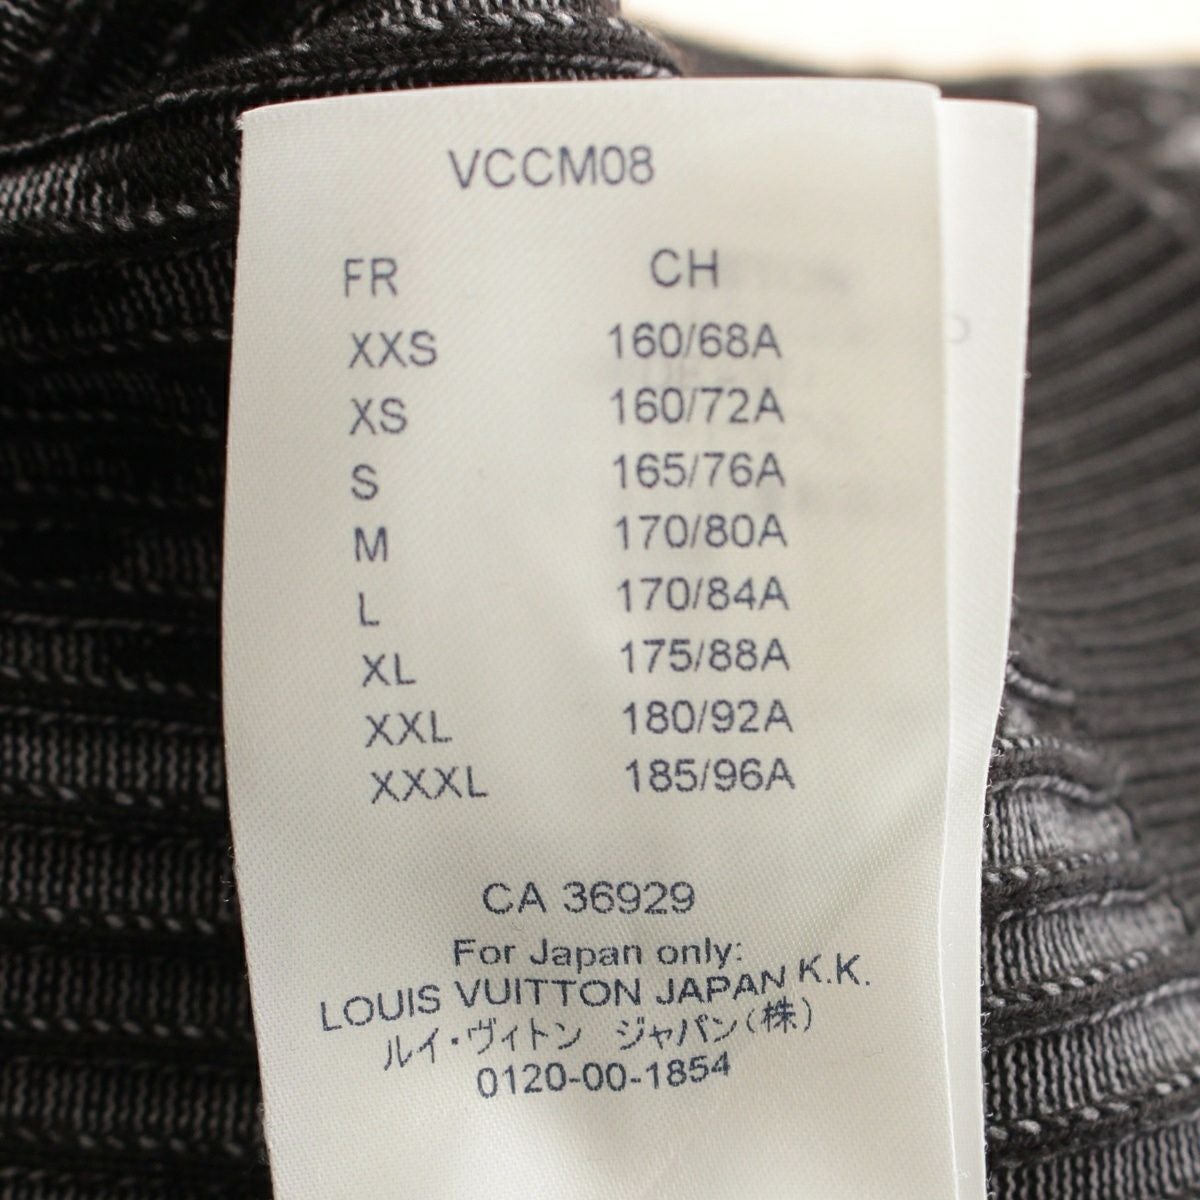 VCCM08
FR CH
XXS 160/68A
XS 160/72A
S 165/76A
M 170/80A
L 170/84A
XL 175/88A
XXL 180/92A
XXXL 185/96A
CA 36929
For Japan only:
LOUIS VUITTON JAPAN K.K.
ルイ・ヴィトン ジャパン(株)
0120-00-1854